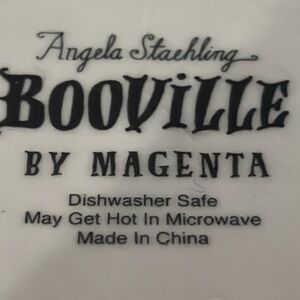 Angela Staehling
BOOVILLE
BY MAGENTA
Dishwasher Safe
May Get Hot In Microwave
Made In China